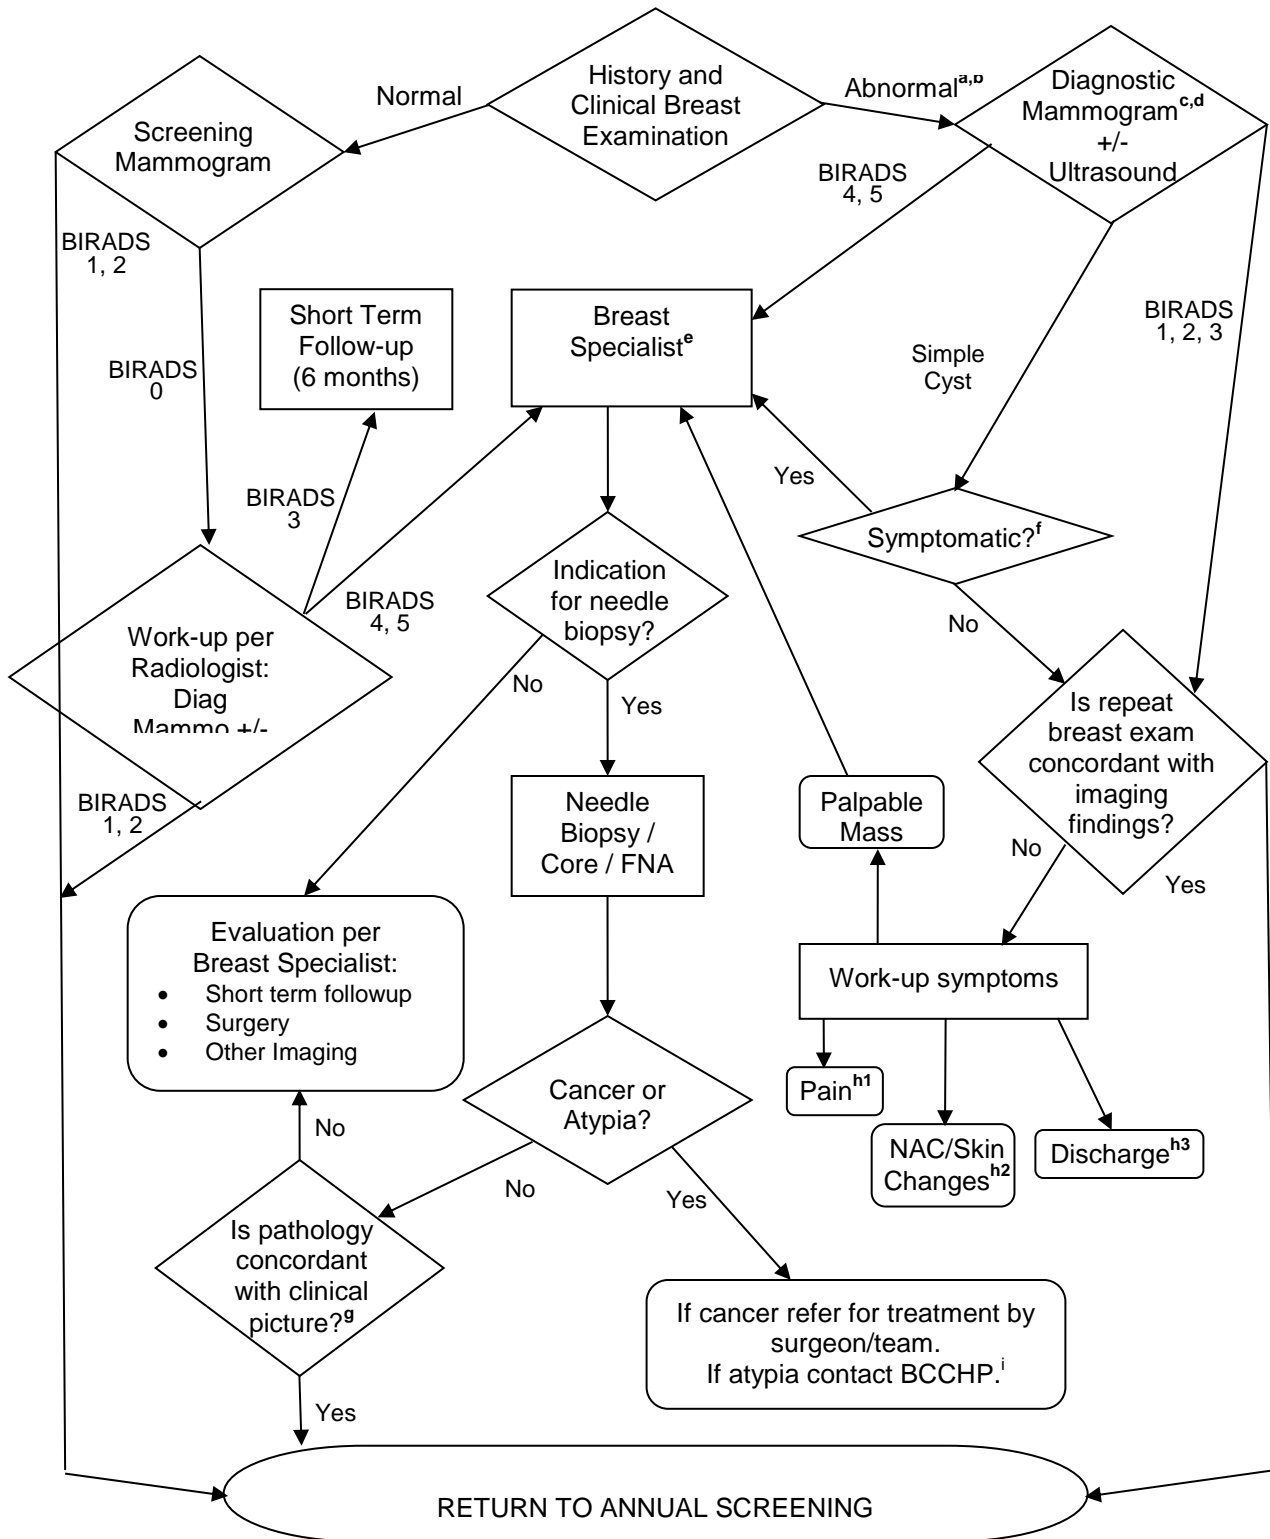 History and
Clinical Breast
Examination
Normal
Abnormal a,b
Screening
Mammogram
Diagnostic
Mammogram c,d
+/-
Ultrasound
BIRADS
4, 5
BIRADS
1, 2
BIRADS
0
Short Term
Follow-up
(6 months)
Breast
Specialist e
Simple
Cyst
BIRADS
1, 2, 3
Yes
BIRADS
3
BIRADS
4, 5
Symptomatic? f
No
Indication
for needle
biopsy?
No
Yes
Work-up per
Radiologist:
Diag
Mammo +/-
BIRADS
1, 2
Is repeat
breast exam
concordant with
imaging
findings?
No
Yes
Needle
Biopsy /
Core / FNA
Palpable
Mass
Evaluation per
Breast Specialist:
• Short term followup
• Surgery
• Other Imaging
Work-up symptoms
Pain h1
NAC/Skin
Changes h2
Discharge h3
Cancer or
Atypia?
No
No
Yes
Is pathology
concordant
with clinical
picture? g
If cancer refer for treatment by
surgeon/team.
If atypia contact BCCHP. i
Yes
RETURN TO ANNUAL SCREENING